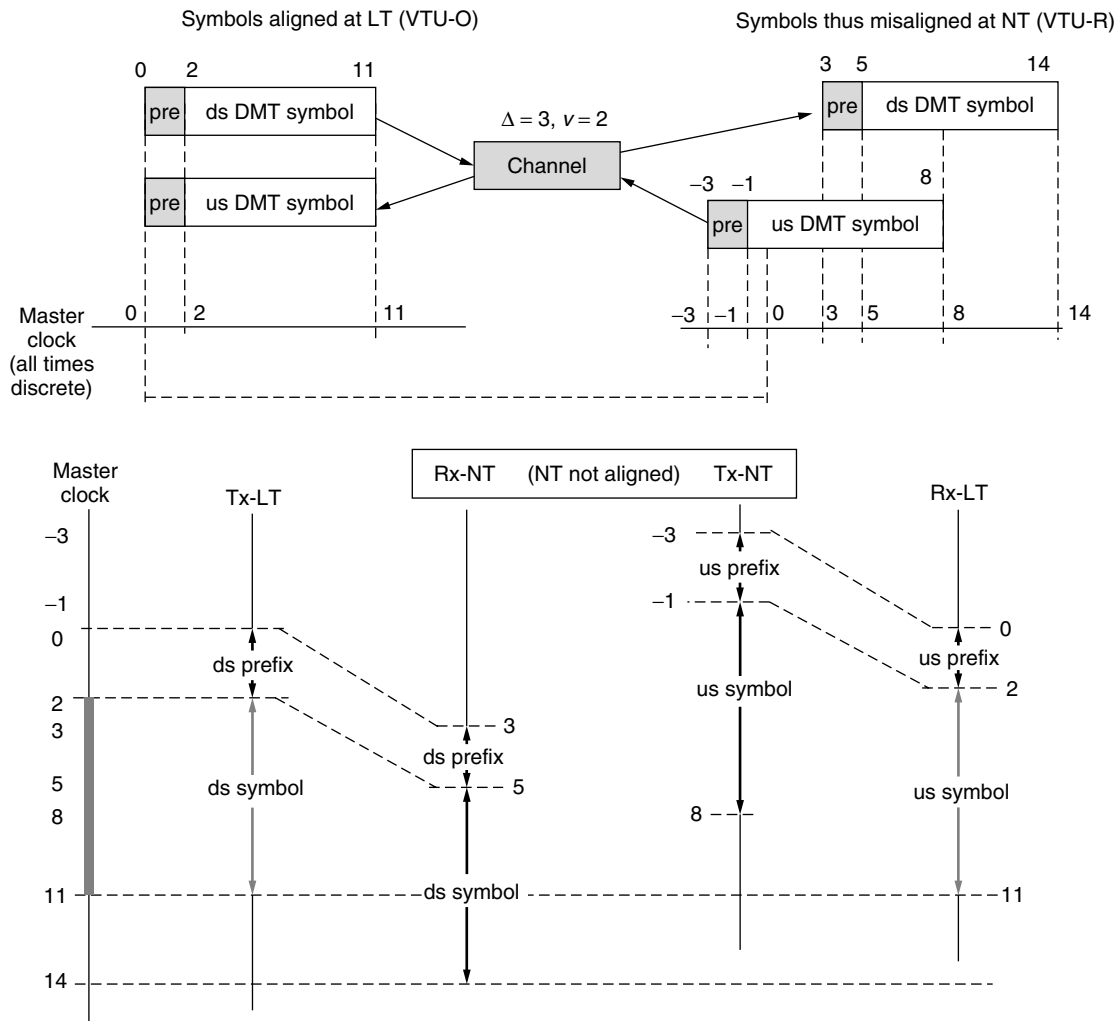 Symbols aligned at LT (VTU-O)
Symbols thus misaligned at NT (VTU-R)
0 2 11
3 5 14
pre ds DMT symbol
pre ds DMT symbol
Δ = 3, v = 2
Channel
pre us DMT symbol
–3 –1 8
pre us DMT symbol
Master
clock
(all times
discrete)
0 2 11
–3 –1 0 3 5 8 14
Master
clock
Tx-LT
Rx-NT (NT not aligned) Tx-NT
Rx-LT
–3
–1
0
2
3
5
8
11
14
ds prefix
ds symbol
3
ds prefix
5
ds symbol
–3
us prefix
–1
us symbol
8
0
us prefix
2
us symbol
11